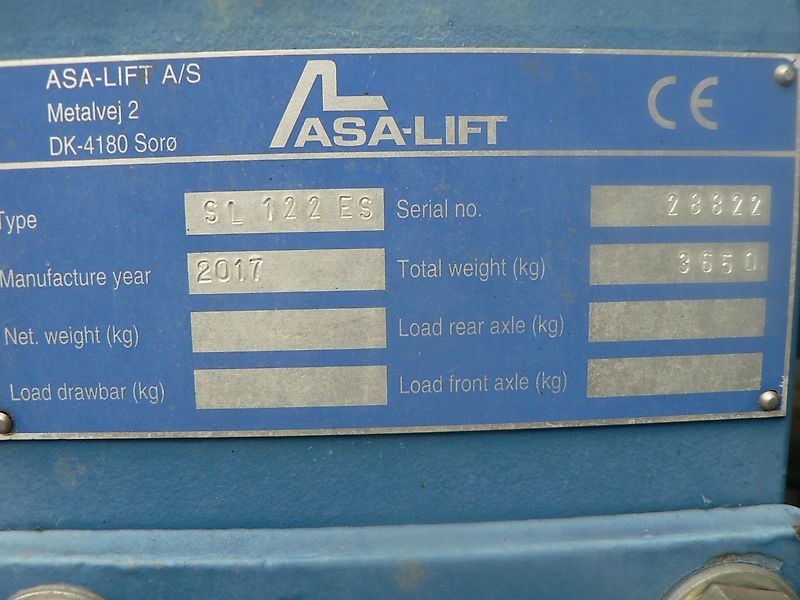 ASA-LIFT A/S
Metalvej 2
DK-4180 Sorø
ASA-LIFT
CE
Type SL 122 ES Serial no. 23822
Manufacture year 2017 Total weight (kg) 3650
Net. weight (kg) Load rear axle (kg)
Load drawbar (kg) Load front axle (kg)